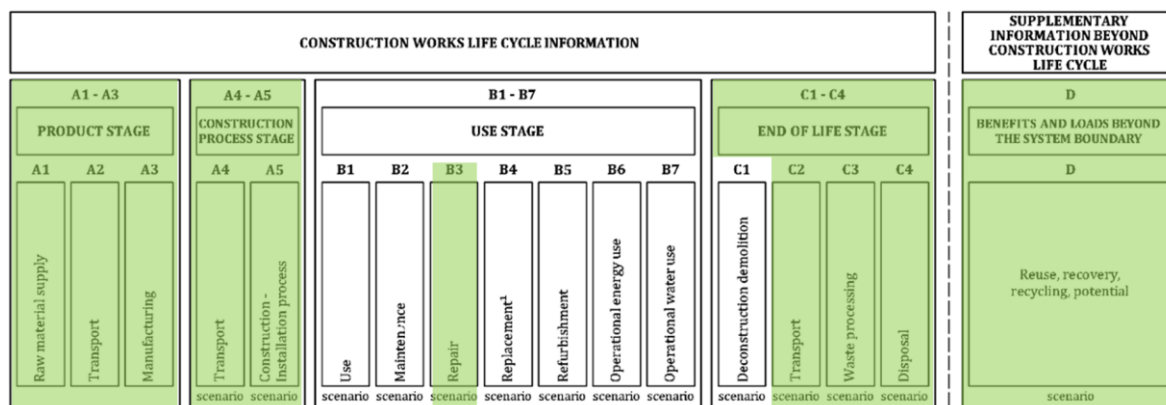 CONSTRUCTION WORKS LIFE CYCLE INFORMATION
SUPPLEMENTARY
INFORMATION BEYOND
CONSTRUCTION WORKS
LIFE CYCLE
A1 - A3
A4 - A5
B1 - B7
C1 - C4
D
PRODUCT STAGE
CONSTRUCTION
PROCESS STAGE
USE STAGE
END OF LIFE STAGE
BENEFITS AND LOADS BEYOND
THE SYSTEM BOUNDARY
A1
A2
A3
A4
A5
B1
B2
B3
B4
B5
B6
B7
C1
C2
C3
C4
D
Raw material supply
Transport
Manufacturing
Transport
Construction -
Installation process
Use
Maintenance
Repair
Replacement¹
Refurbishment
Operational energy use
Operational water use
Deconstruction demolition
Transport
Waste processing
Disposal
Reuse, recovery,
recycling, potential
scenario
scenario
scenario
scenario
scenario
scenario
scenario
scenario
scenario
scenario
scenario
scenario
scenario
scenario